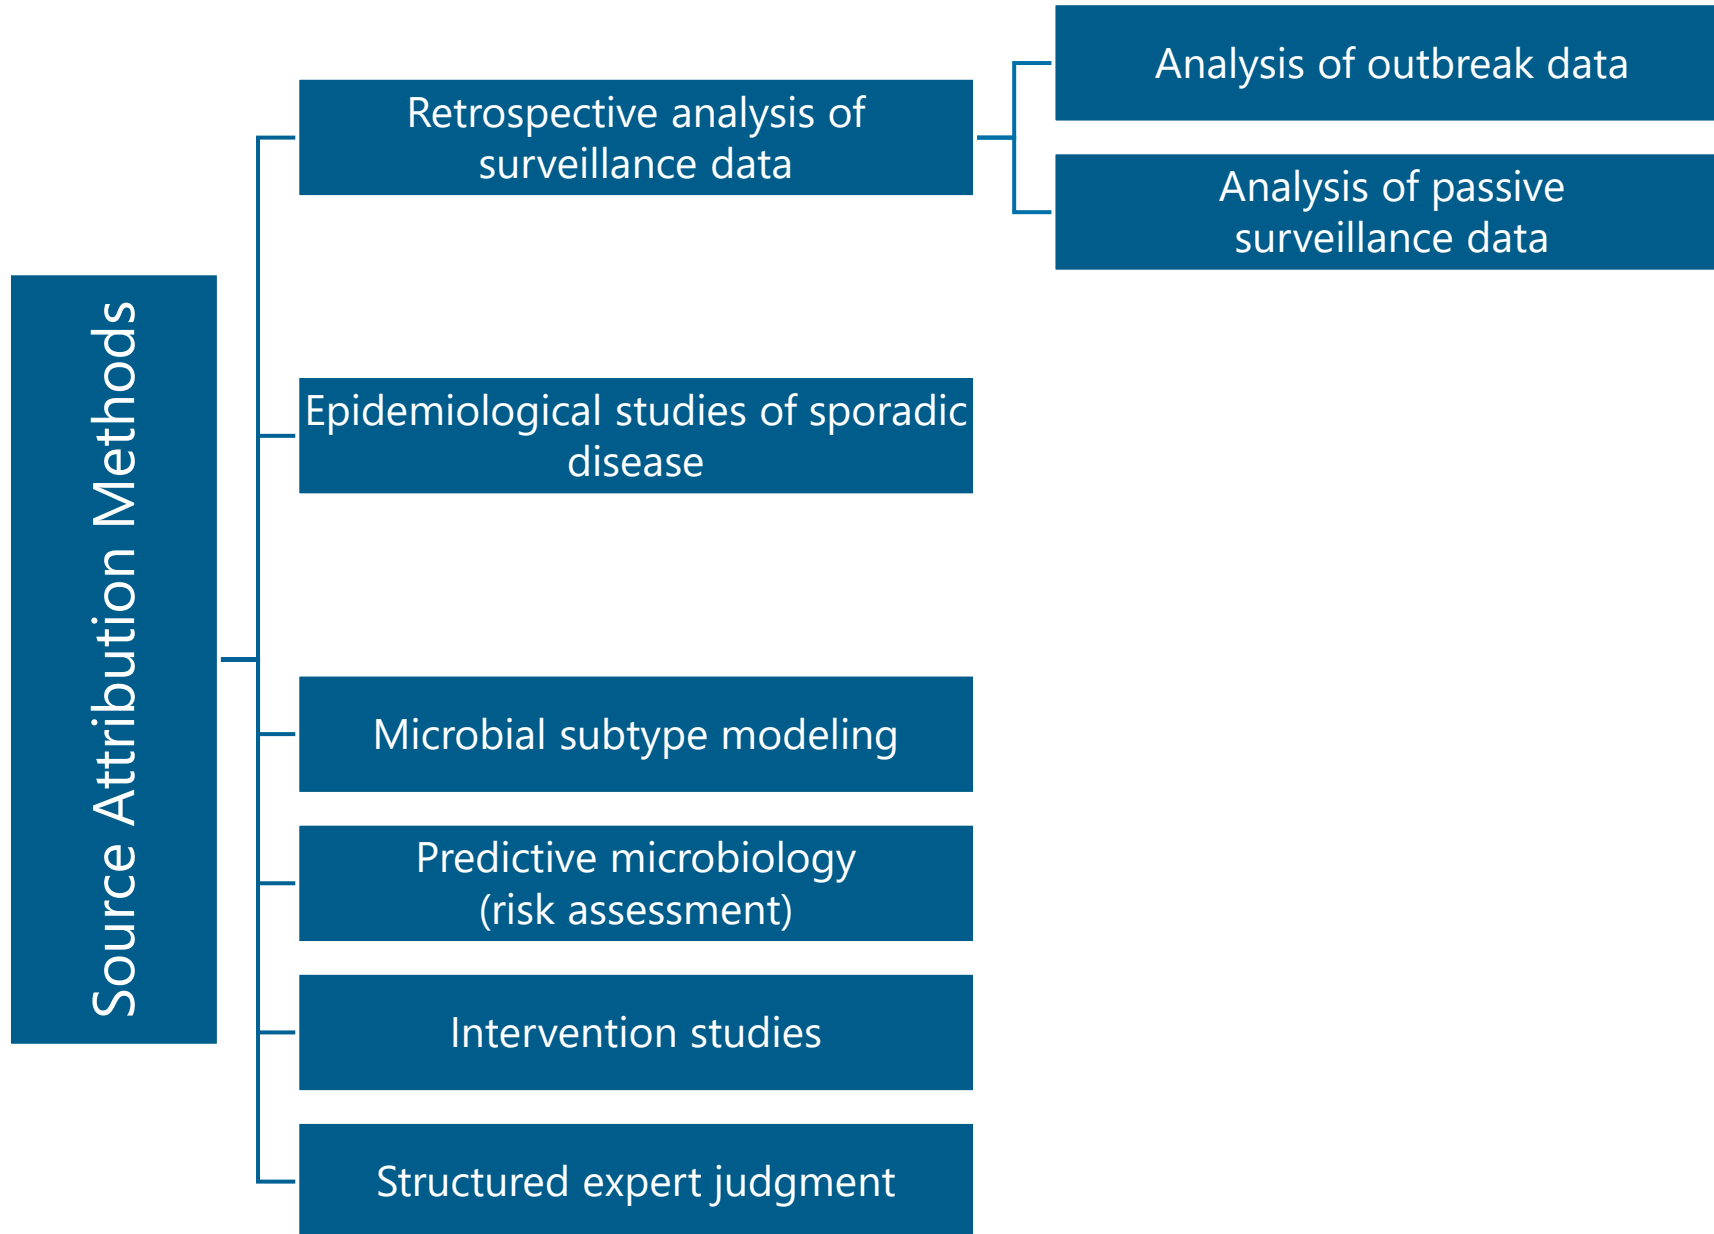 Source Attribution Methods
Retrospective analysis of
surveillance data
Analysis of outbreak data
Analysis of passive
surveillance data
Epidemiological studies of sporadic
disease
Microbial subtype modeling
Predictive microbiology
(risk assessment)
Intervention studies
Structured expert judgment